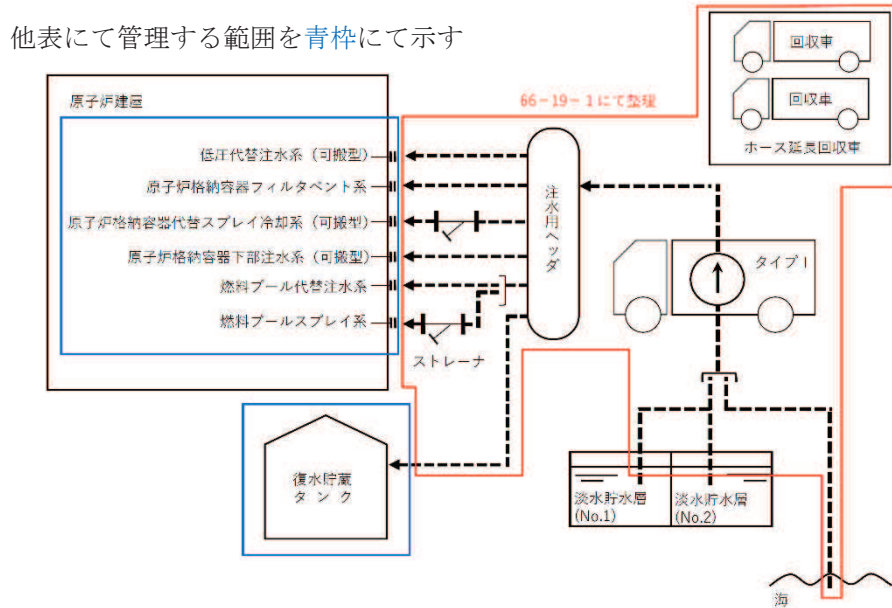 他表にて管理する範囲を青枠にて示す
回収車
回収車
ホース延長回収車
66-19-1にて整理
原子炉建屋
低圧代替注水系（可搬型）
原子炉格納容器フィルタベント系
原子炉格納容器代替スプレイ冷却系（可搬型）
原子炉格納容器下部注水系（可搬型）
燃料プール代替注水系
燃料プールスプレイ系
ストレーナ
注水用ヘッダ
タイプⅠ
復水貯蔵
タンク
淡水貯水層
(No.1)
淡水貯水層
(No.2)
海